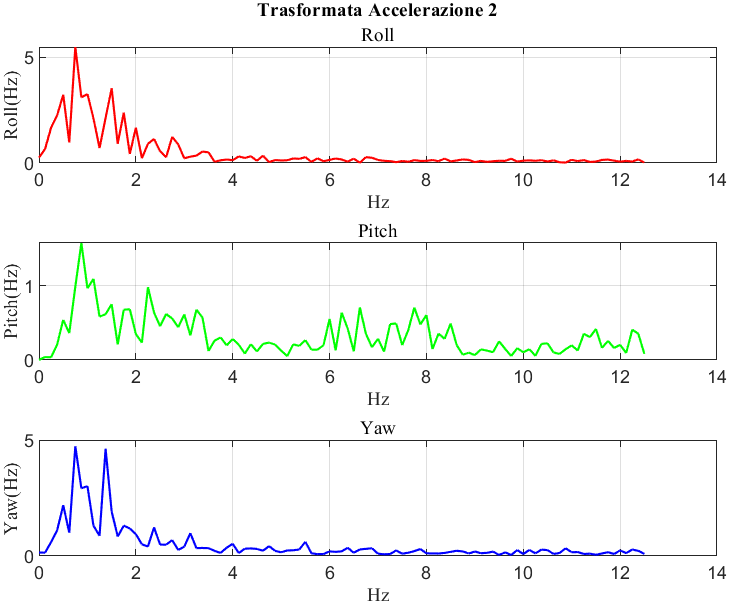 Trasformata Accelerazione 2
Roll
Roll(Hz)
5
0
0 2 4 6 8 10 12 14
Hz
Pitch
Pitch(Hz)
1
0
0 2 4 6 8 10 12 14
Hz
Yaw
Yaw(Hz)
5
0
0 2 4 6 8 10 12 14
Hz